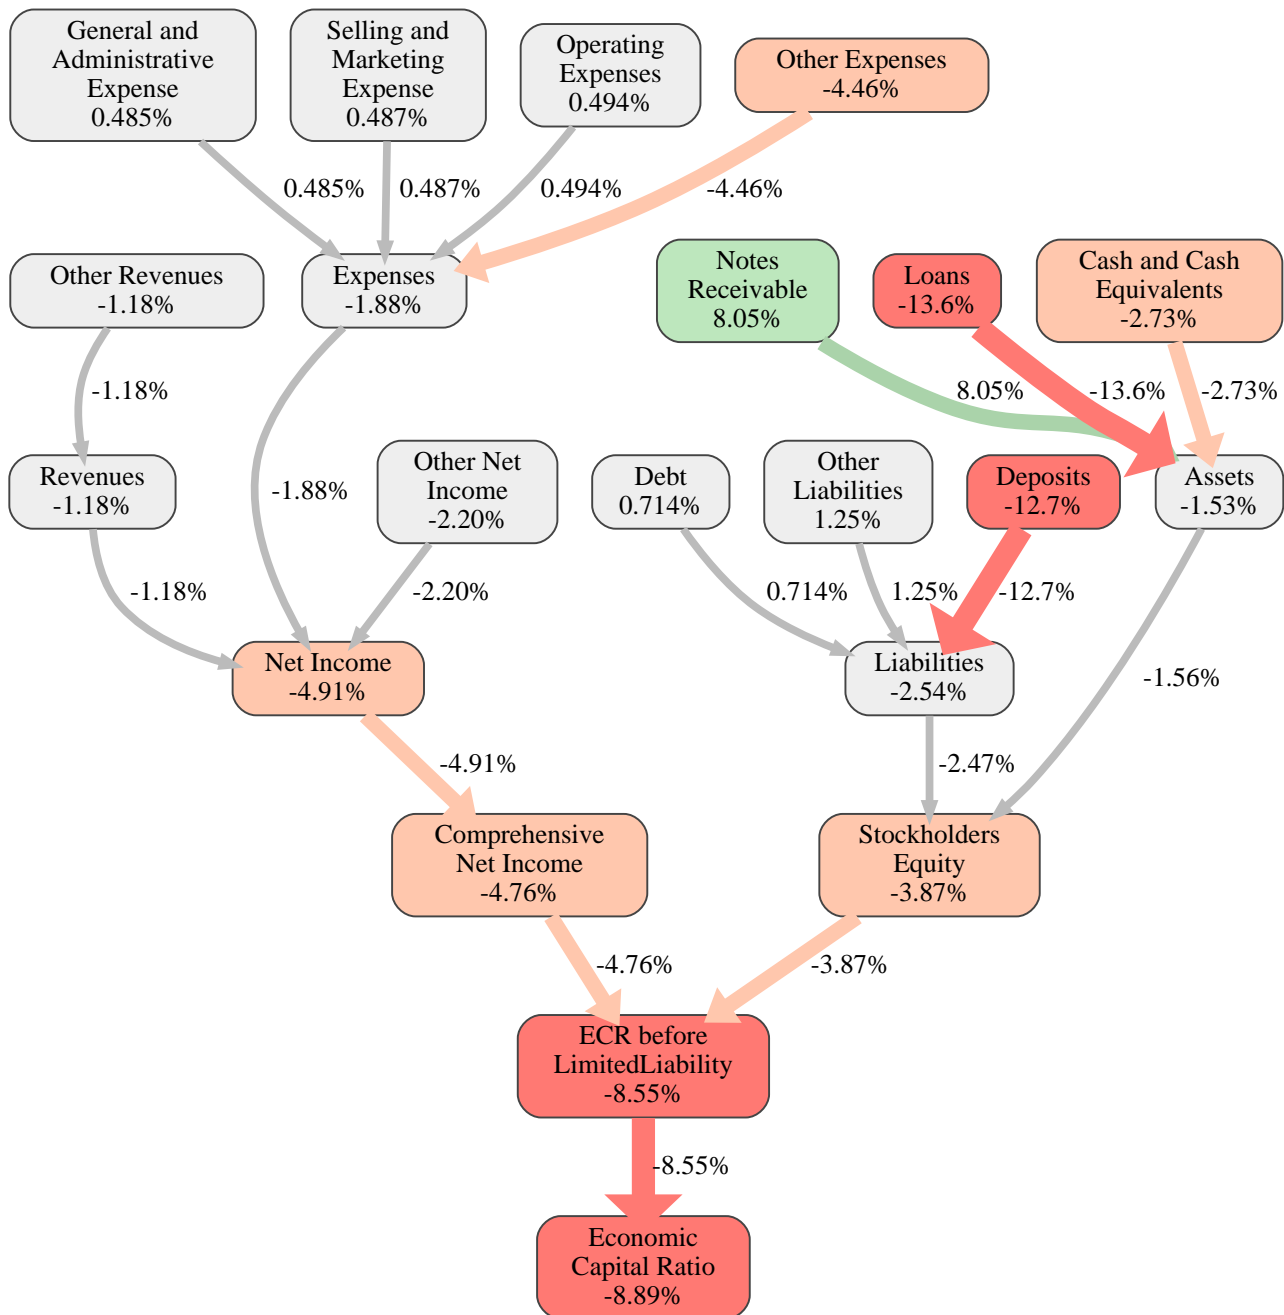 General and
Administrative
Expense
0.485%
Selling and
Marketing
Expense
0.487%
Operating
Expenses
0.494%
Other Expenses
-4.46%
0.485%
0.487%
0.494%
-4.46%
Other Revenues
-1.18%
Expenses
-1.88%
Notes
Receivable
8.05%
Loans
-13.6%
Cash and Cash
Equivalents
-2.73%
-1.18%
8.05%
-13.6%
-2.73%
Revenues
-1.18%
-1.88%
Other Net
Income
-2.20%
Debt
0.714%
Other
Liabilities
1.25%
Deposits
-12.7%
Assets
-1.53%
-1.18%
-2.20%
0.714%
1.25%
-12.7%
Net Income
-4.91%
Liabilities
-2.54%
-1.56%
-4.91%
-2.47%
Comprehensive
Net Income
-4.76%
Stockholders
Equity
-3.87%
-4.76%
-3.87%
ECR before
LimitedLiability
-8.55%
-8.55%
Economic
Capital Ratio
-8.89%